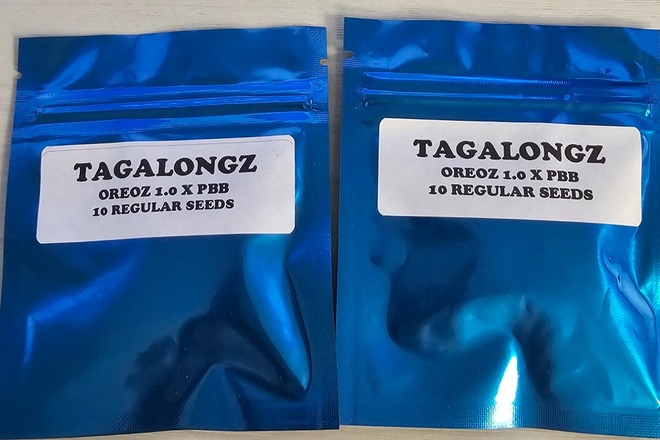 TAGALONGZ
OREOZ 1.0 X PBB
10 REGULAR SEEDS
TAGALONGZ
OREOZ 1.0 X PBB
10 REGULAR SEEDS